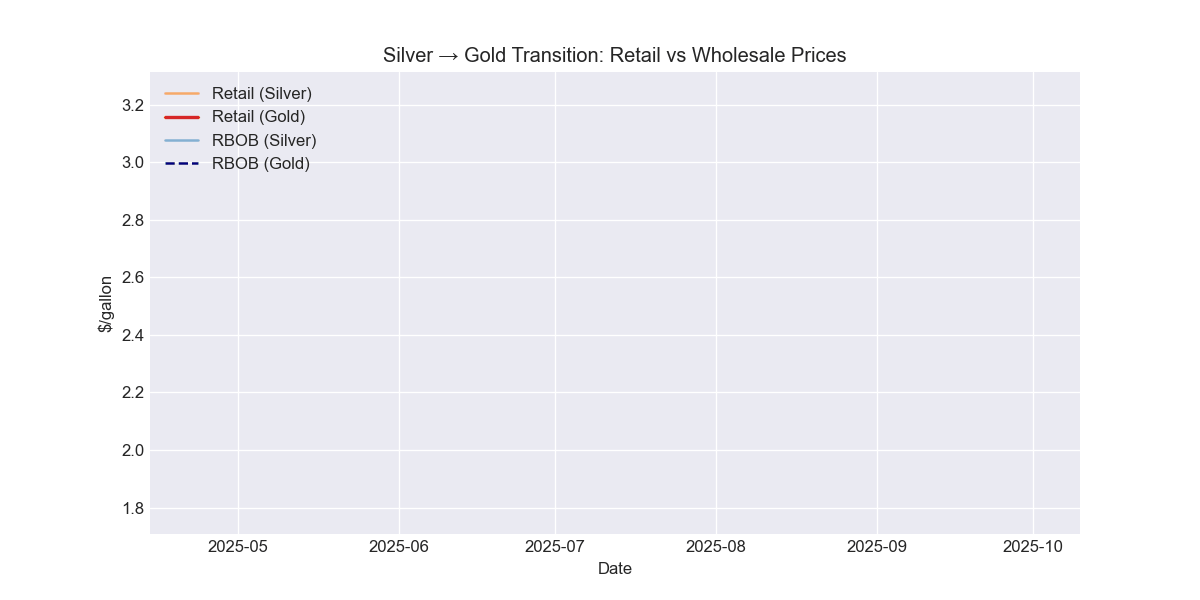 Silver → Gold Transition: Retail vs Wholesale Prices
Retail (Silver)
Retail (Gold)
RBOB (Silver)
RBOB (Gold)
3.2
3.0
2.8
2.6
2.4
2.2
2.0
1.8
$/gallon
2025-05 2025-06 2025-07 2025-08 2025-09 2025-10
Date